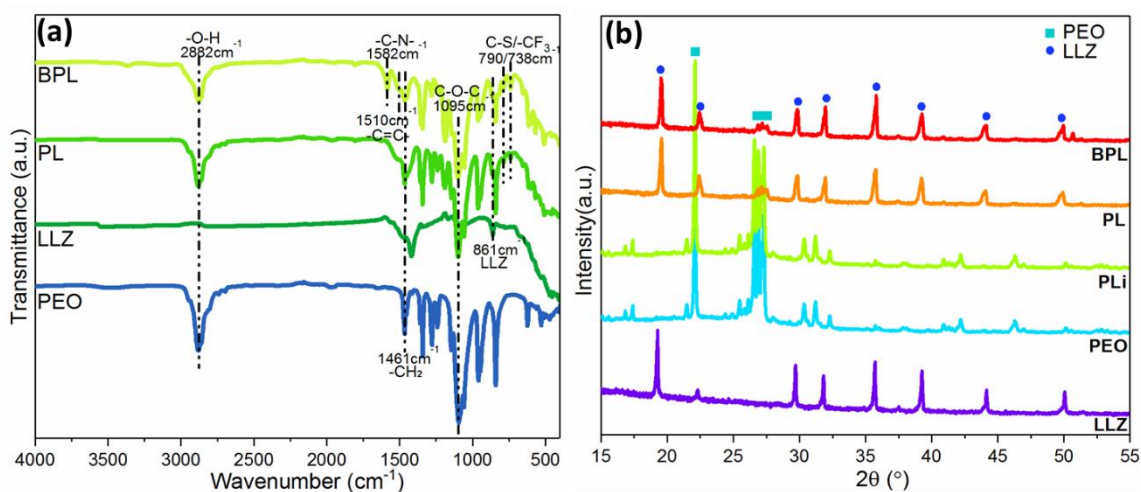 (a)
-O-H
2882cm-1
-C-N-
1582cm-1
C-S/-CF3
790/738cm-1
BPL
C-O-C
1095cm-1
1510cm-1
-C=C-
PL
LLZ
861cm-1
LLZ
PEO
1461cm-1
-CH2
Transmittance (a.u.)
4000 3500 3000 2500 2000 1500 1000 500
Wavenumber (cm-1)
(b)
PEO
LLZ
BPL
PL
PLi
PEO
LLZ
Intensity(a.u.)
15 20 25 30 35 40 45 50 55
2θ (°)